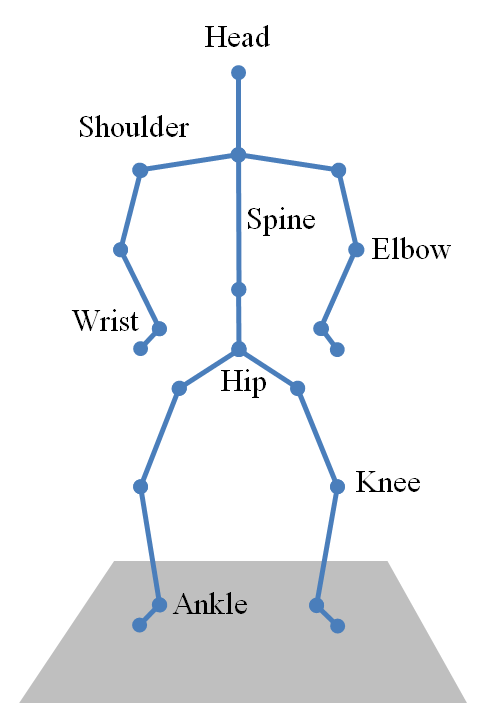 Head
Shoulder
Spine
Elbow
Wrist
Hip
Knee
Ankle